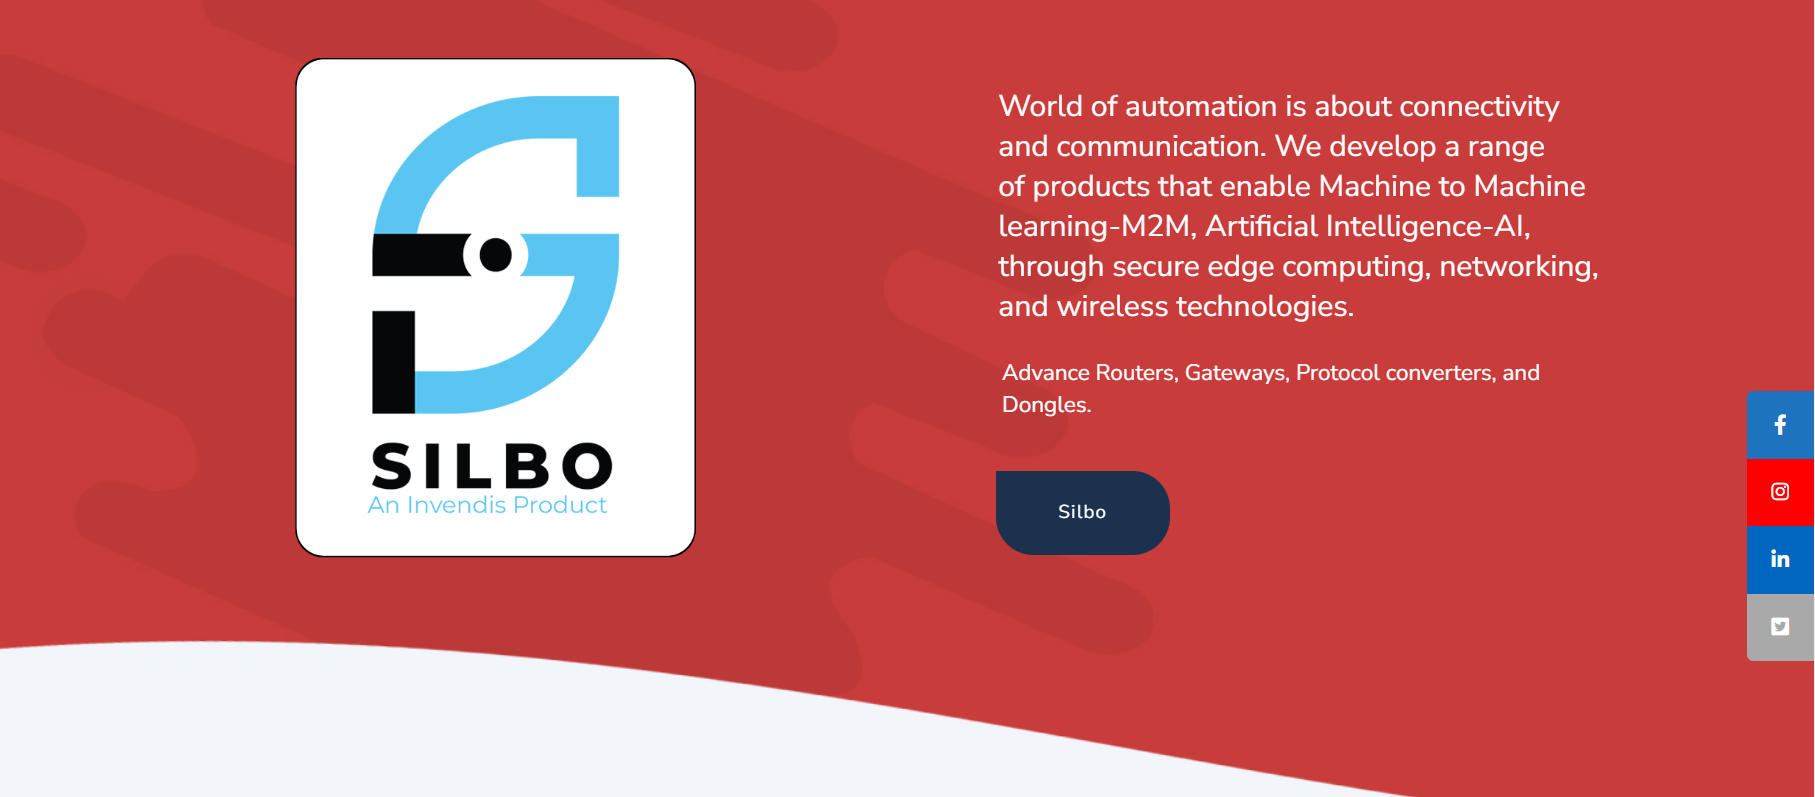 SILBO
An Invendis Product
World of automation is about connectivity
and communication. We develop a range
of products that enable Machine to Machine
learning-M2M, Artificial Intelligence-AI,
through secure edge computing, networking,
and wireless technologies.
Advance Routers, Gateways, Protocol converters, and
Dongles.
Silbo